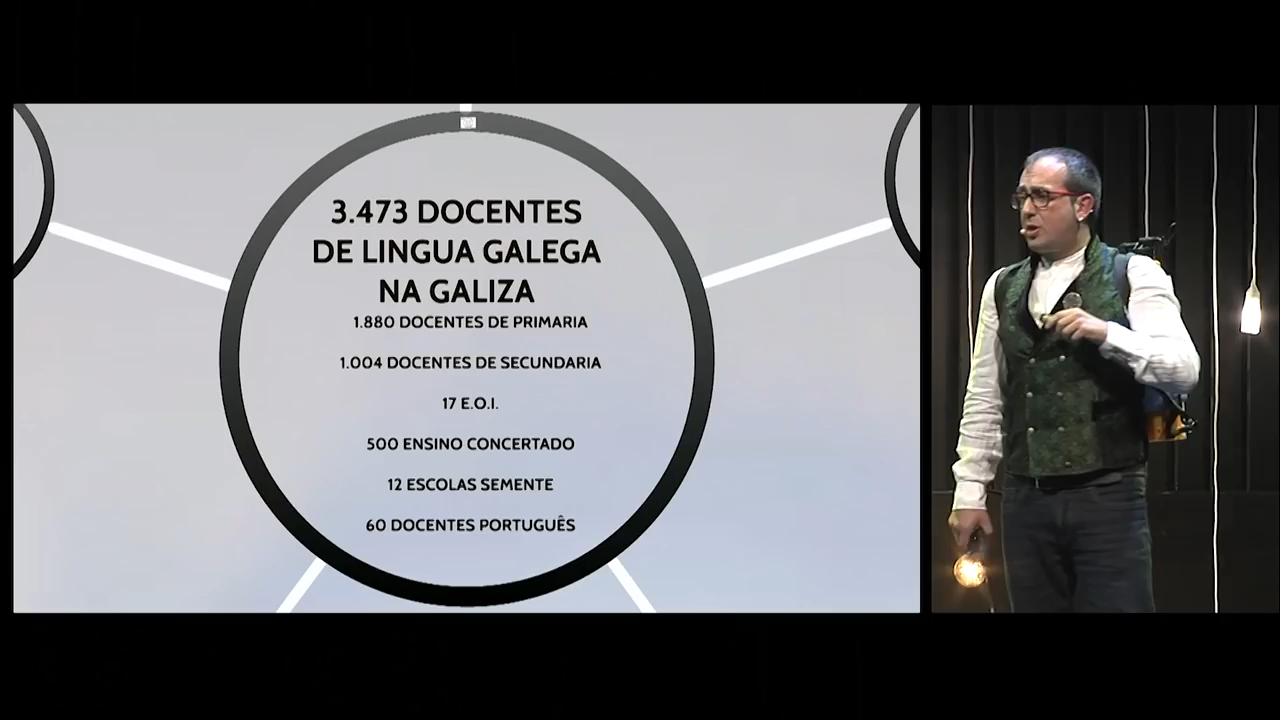 3.473 DOCENTES
DE LINGUA GALEGA
NA GALIZA
1.880 DOCENTES DE PRIMARIA
1.004 DOCENTES DE SECUNDARIA
17 E.O.I.
500 ENSINO CONCERTADO
12 ESCOLAS SEMENTE
60 DOCENTES PORTUGUÊS